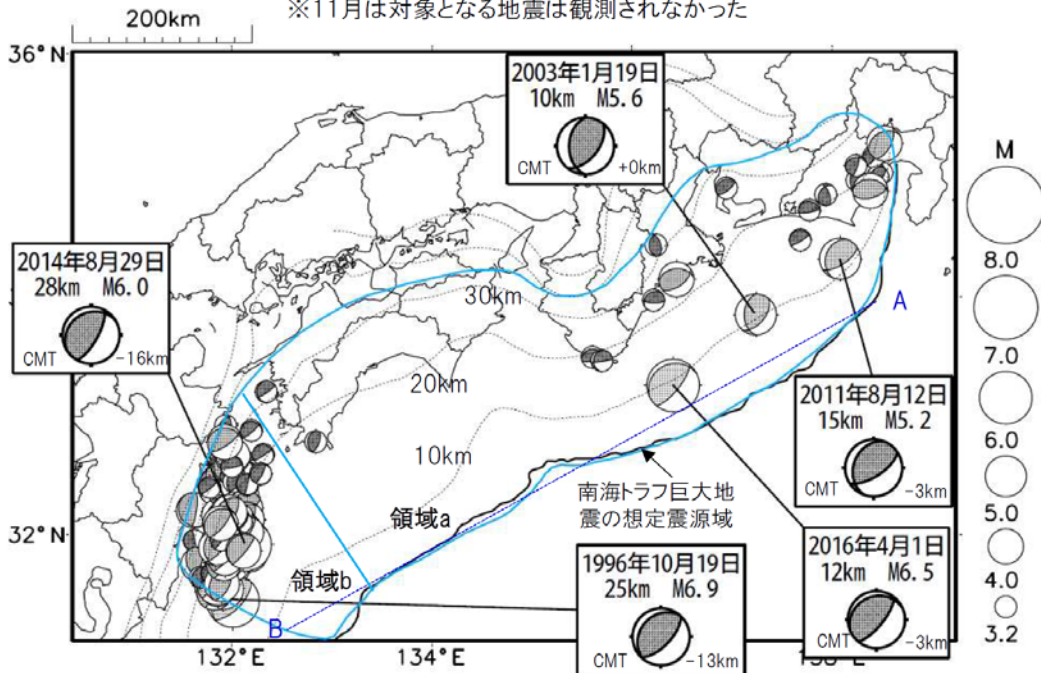 ※11月は対象となる地震は観測されなかった
200km
36°N
2003年1月19日
10km M5.6
CMT
+0km
M
8.0
7.0
6.0
5.0
4.0
3.2
2014年8月29日
28km M6.0
CMT
-16km
30km
20km
10km
A
2011年8月12日
15km M5.2
CMT
-3km
南海トラフ巨大地
震の想定震源域
32°N
領域a
領域b
B
1996年10月19日
25km M6.9
CMT
-13km
2016年4月1日
12km M6.5
CMT
-3km
132°E
134°E